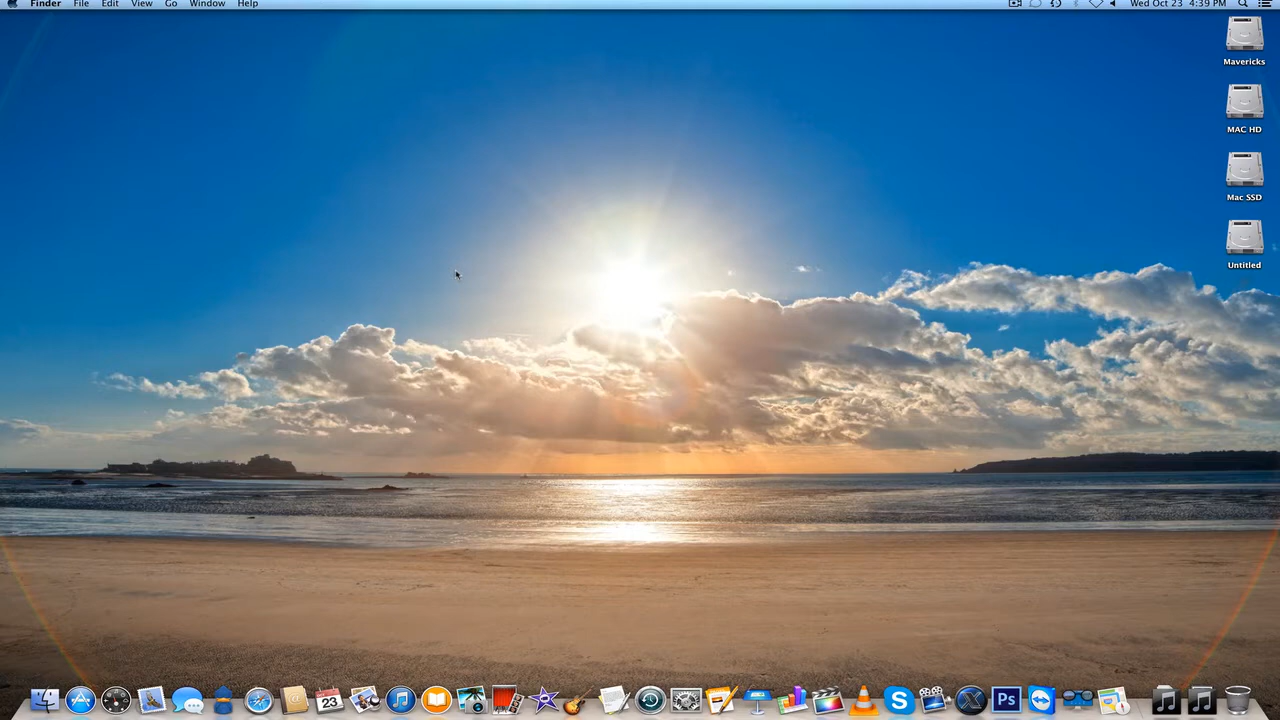 Finder File Edit View Go Window Help Wed Oct 23 4:39 PM
Mavericks
MAC HD
Mac SSD
Untitled
23
S
X
Ps